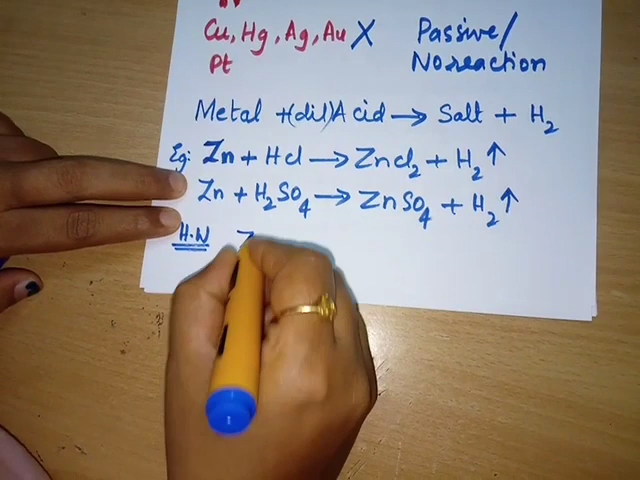 Cu, Hg, Ag, Au X Passive/
Pt No reaction
Metal +(dil)Acid → Salt + H₂
Eg: Zn + HCl → ZnCl₂ + H₂↑
Zn + H₂SO₄ → ZnSO₄ + H₂↑
H.W Z